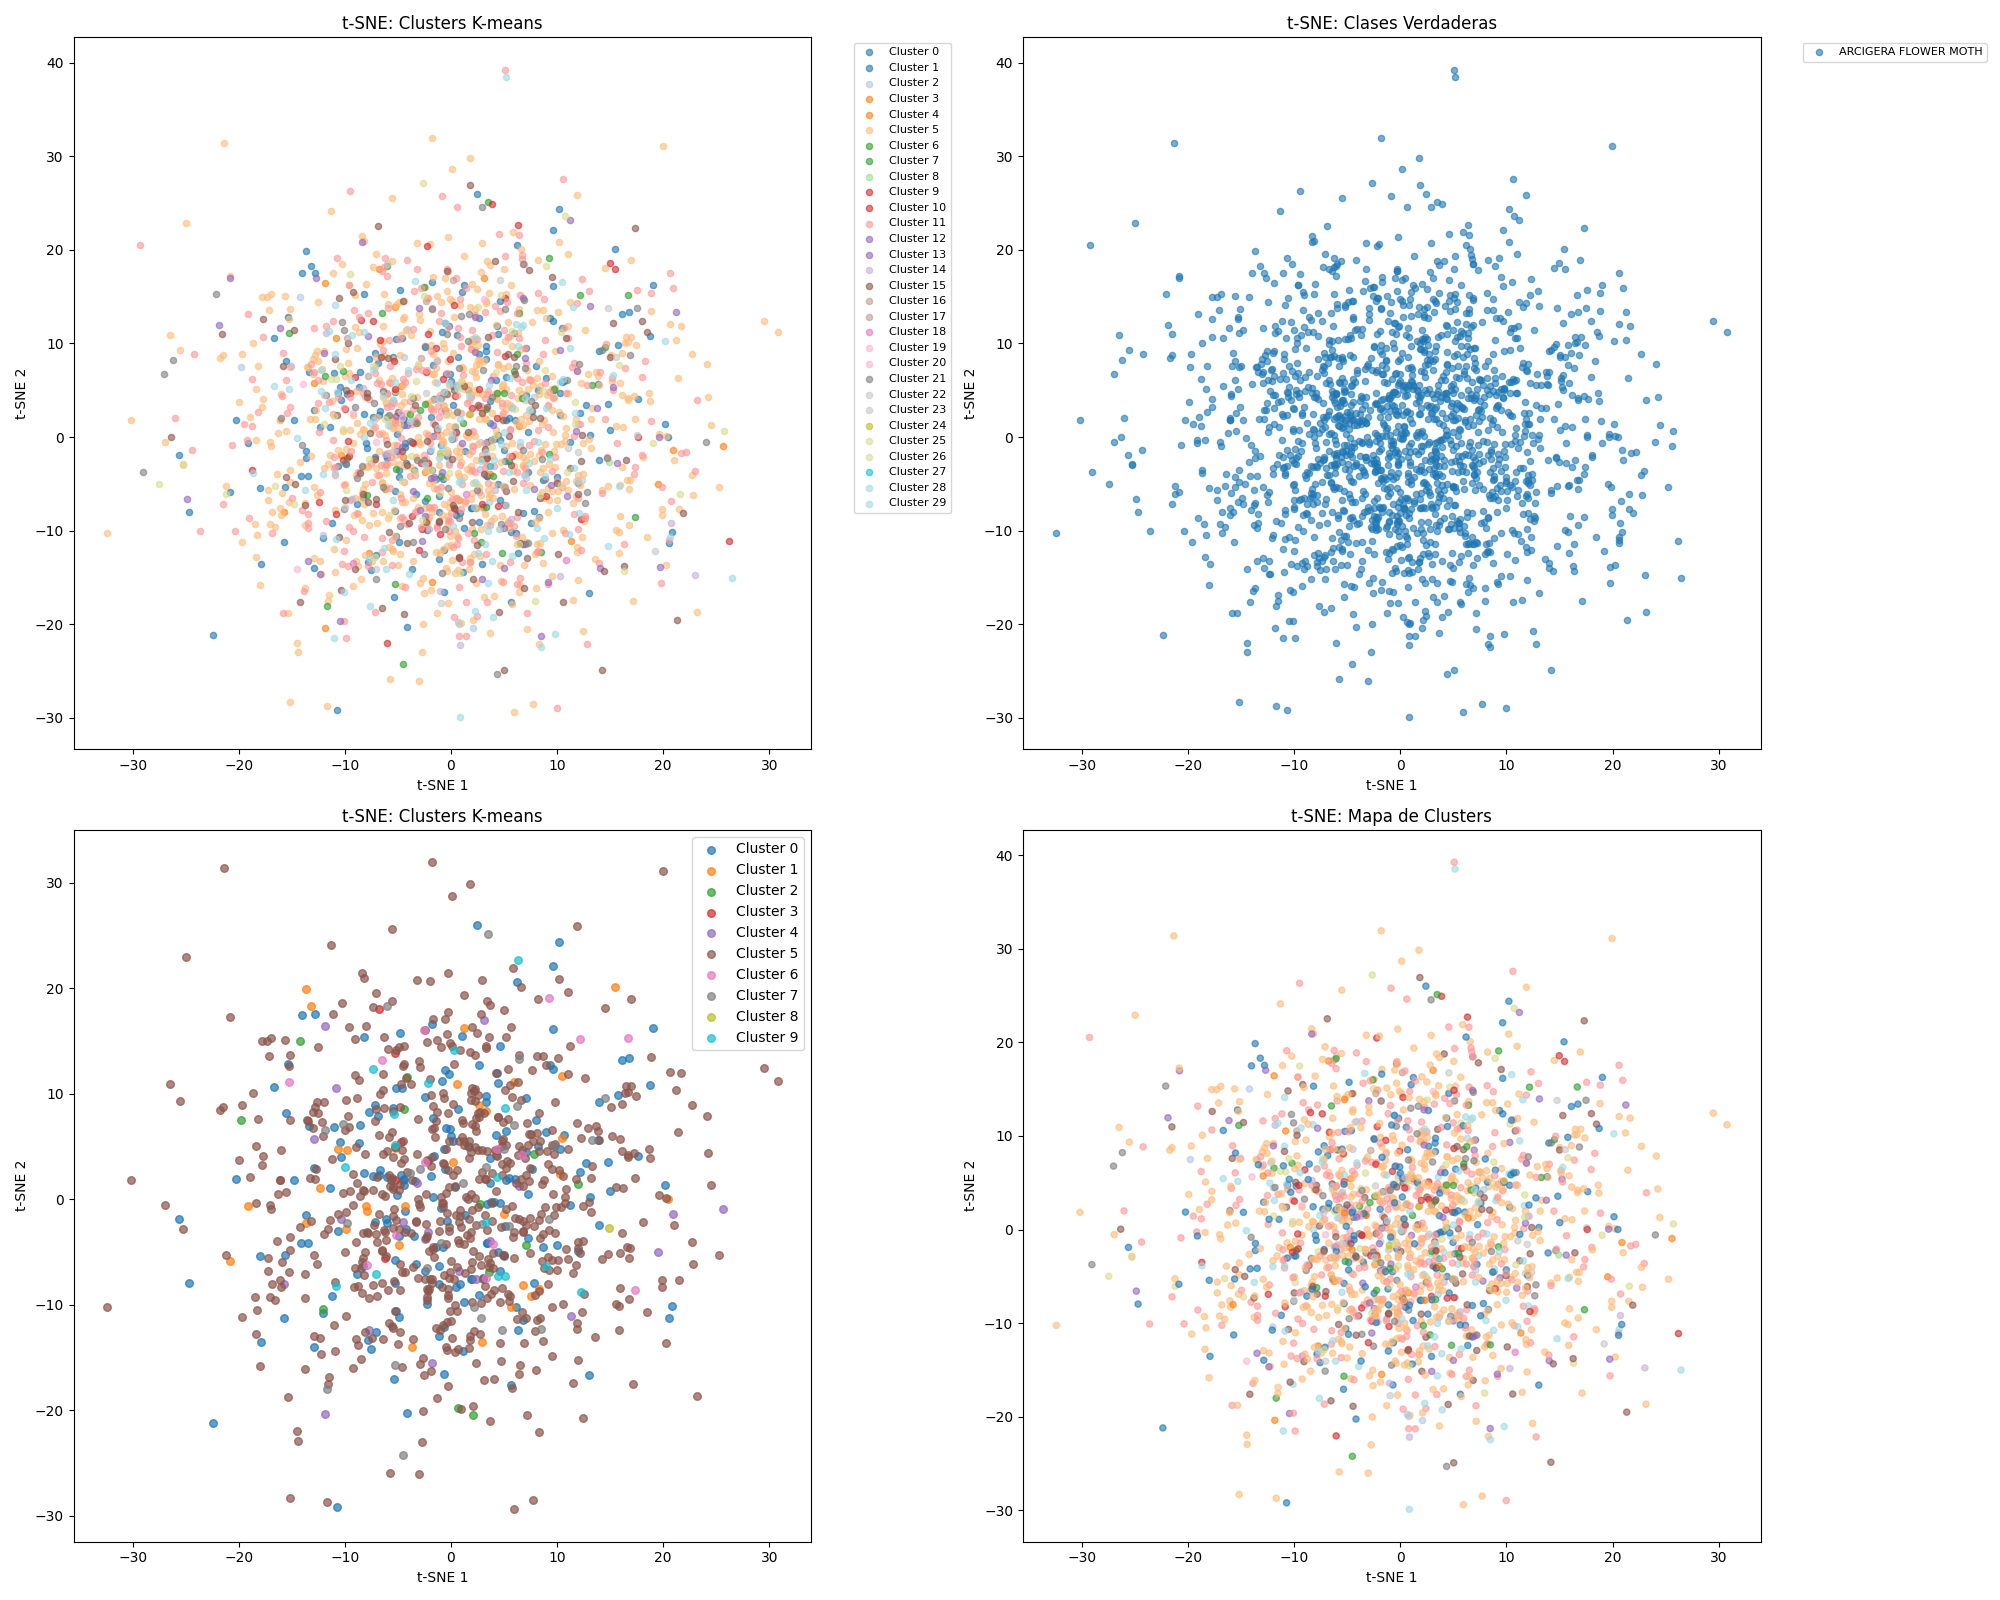 t-SNE: Clusters K-means
40
30
20
10
0
−10
−20
−30
t-SNE 2
−30
−20
−10
0
10
20
30
t-SNE 1
Cluster 0
Cluster 1
Cluster 2
Cluster 3
Cluster 4
Cluster 5
Cluster 6
Cluster 7
Cluster 8
Cluster 9
Cluster 10
Cluster 11
Cluster 12
Cluster 13
Cluster 14
Cluster 15
Cluster 16
Cluster 17
Cluster 18
Cluster 19
Cluster 20
Cluster 21
Cluster 22
Cluster 23
Cluster 24
Cluster 25
Cluster 26
Cluster 27
Cluster 28
Cluster 29
t-SNE: Clases Verdaderas
40
30
20
10
0
−10
−20
−30
t-SNE 2
−30
−20
−10
0
10
20
30
t-SNE 1
ARCIGERA FLOWER MOTH
t-SNE: Clusters K-means
30
20
10
0
−10
−20
−30
t-SNE 2
−30
−20
−10
0
10
20
30
t-SNE 1
Cluster 0
Cluster 1
Cluster 2
Cluster 3
Cluster 4
Cluster 5
Cluster 6
Cluster 7
Cluster 8
Cluster 9
t-SNE: Mapa de Clusters
40
30
20
10
0
−10
−20
−30
t-SNE 2
−30
−20
−10
0
10
20
30
t-SNE 1